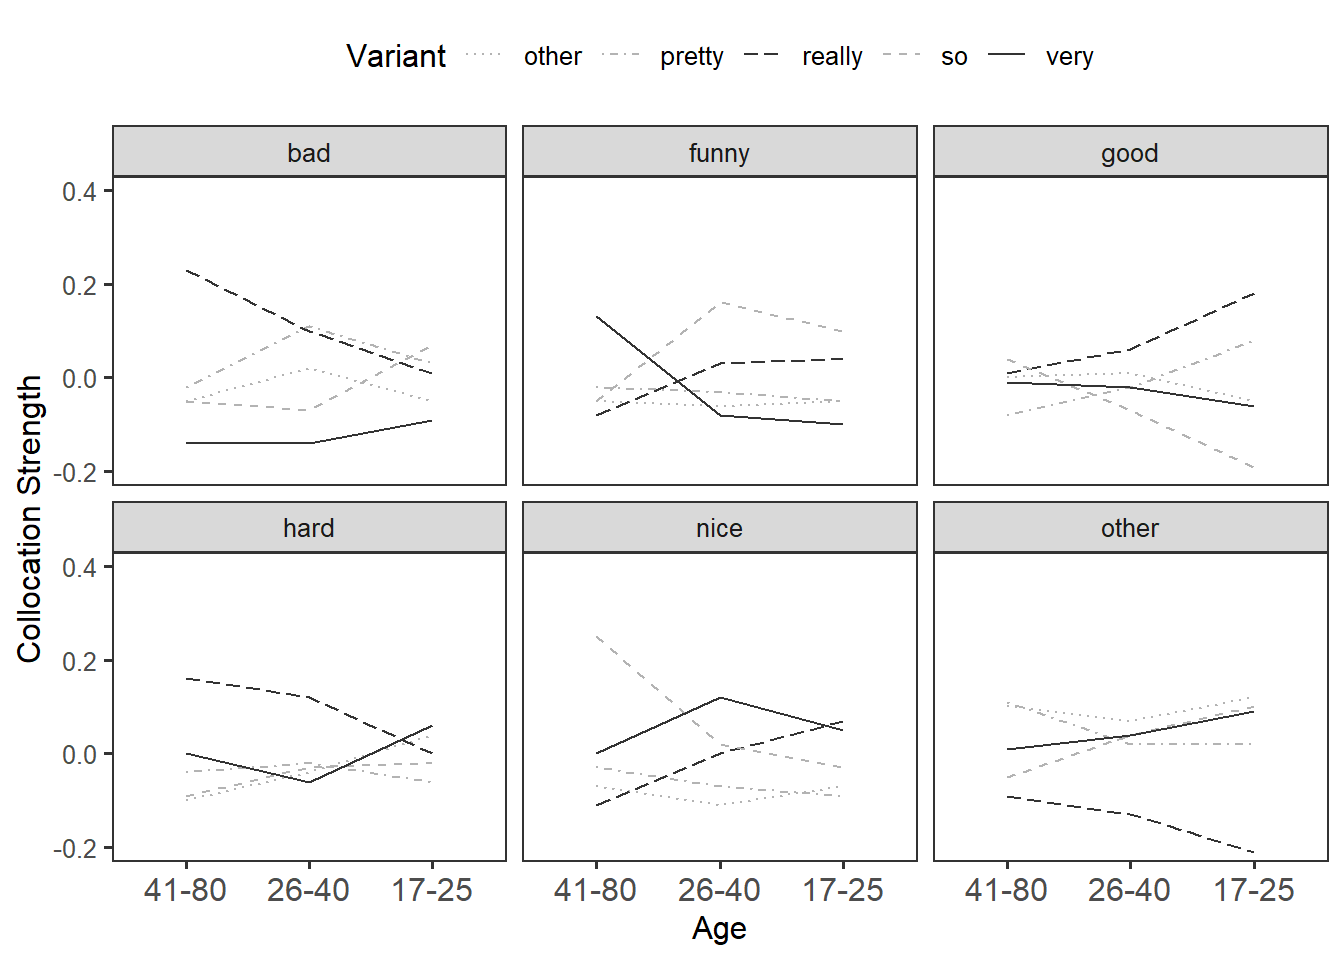 Variant other pretty really so very
bad funny good
0.4
0.2
0.0
-0.2
hard nice other
0.4
0.2
0.0
-0.2
Collocation Strength
41-80 26-40 17-25 41-80 26-40 17-25 41-80 26-40 17-25
Age